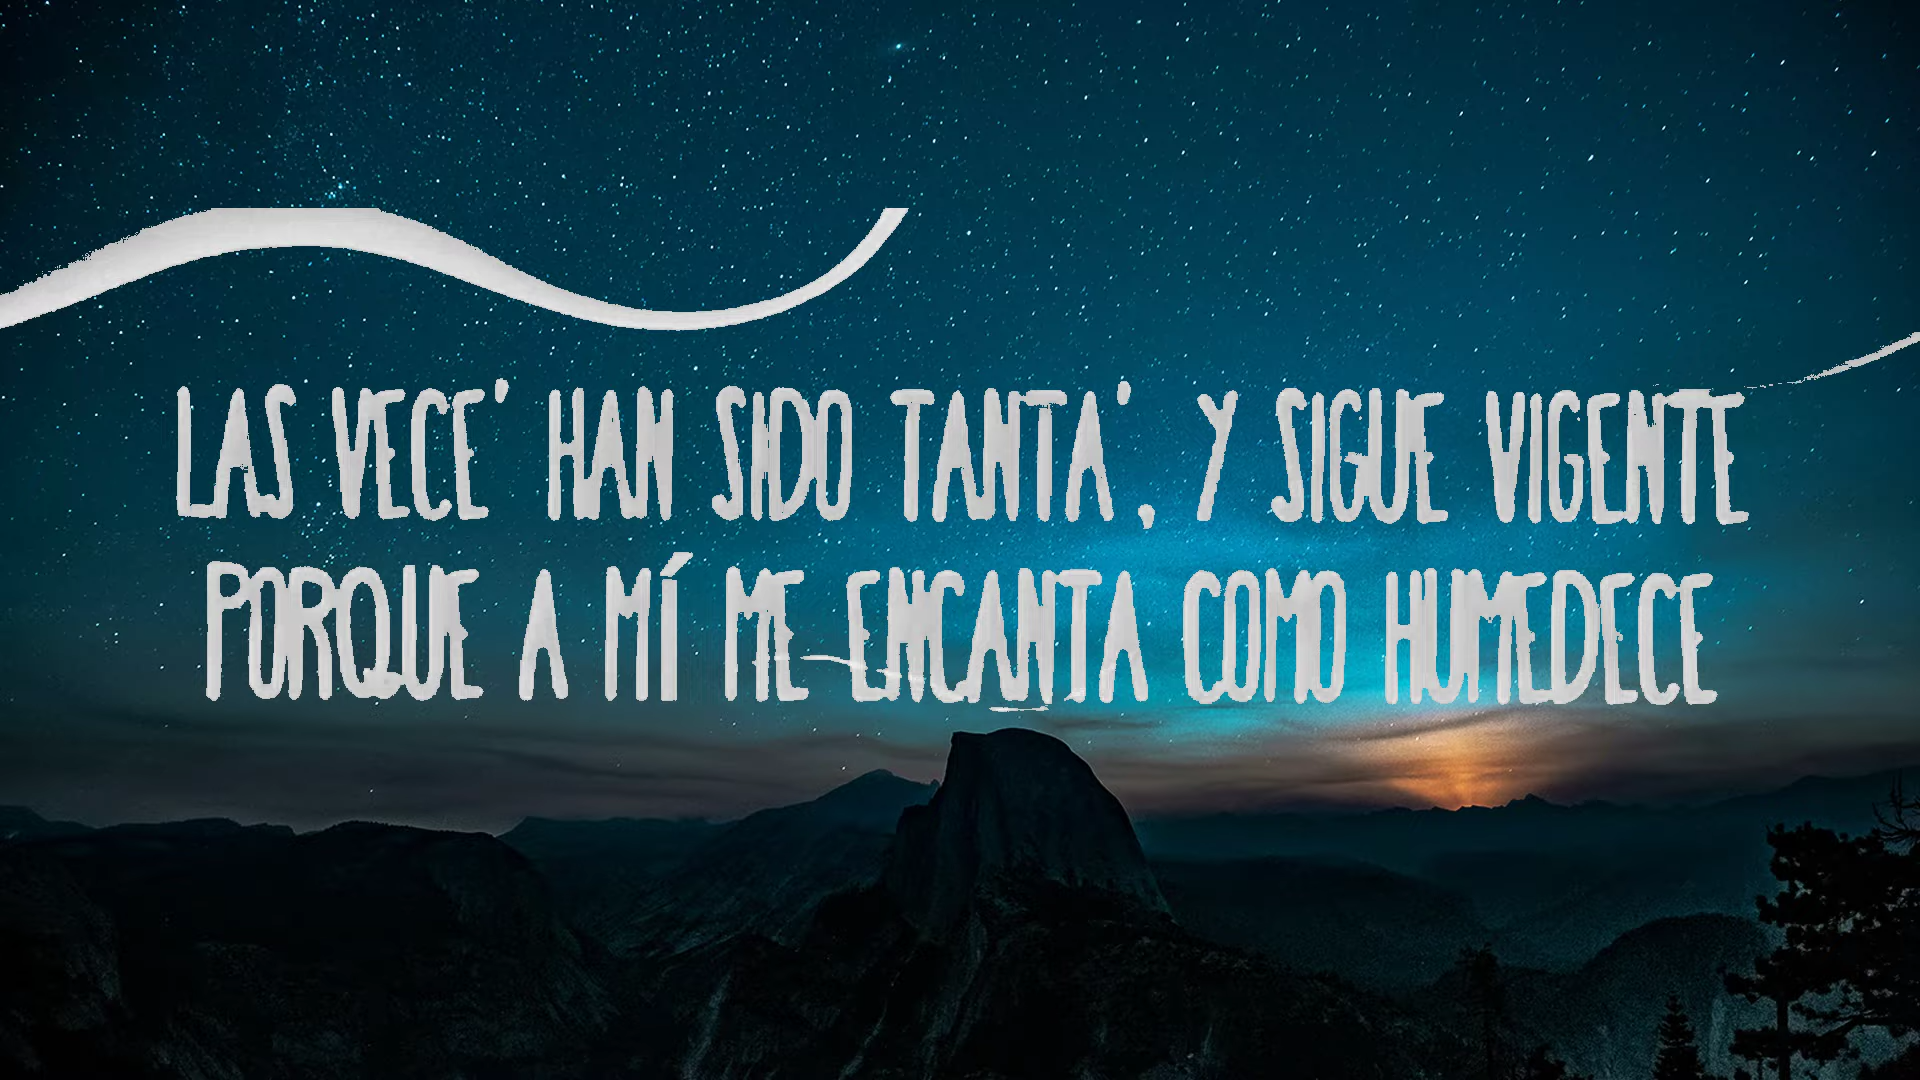 LAS VECE' HAN SIDO TANTA', Y SIGUE VIGENTE
PORQUE A MÍ ME ENCANTA COMO HUMEDECE